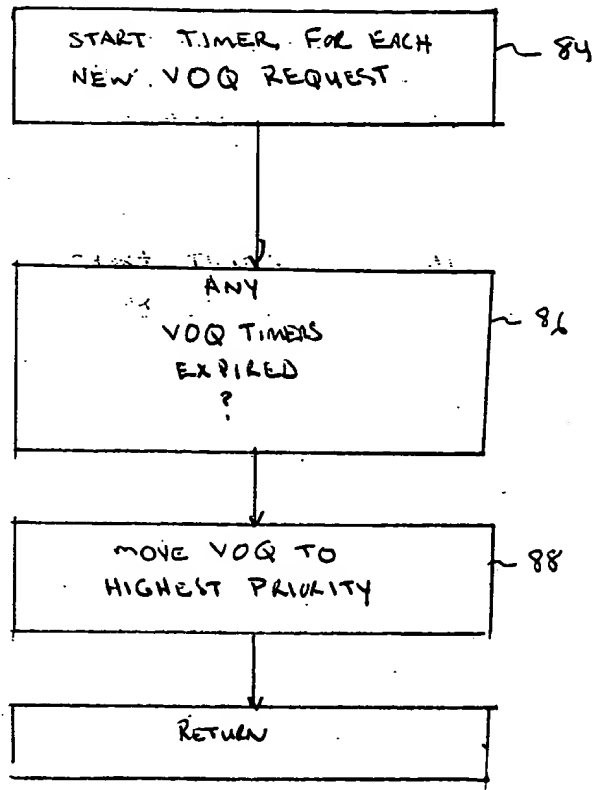 START TIMER FOR EACH
NEW VOQ REQUEST
84
ANY
VOQ TIMERS
EXPIRED
?
86
MOVE VOQ TO
HIGHEST PRIORITY
88
RETURN